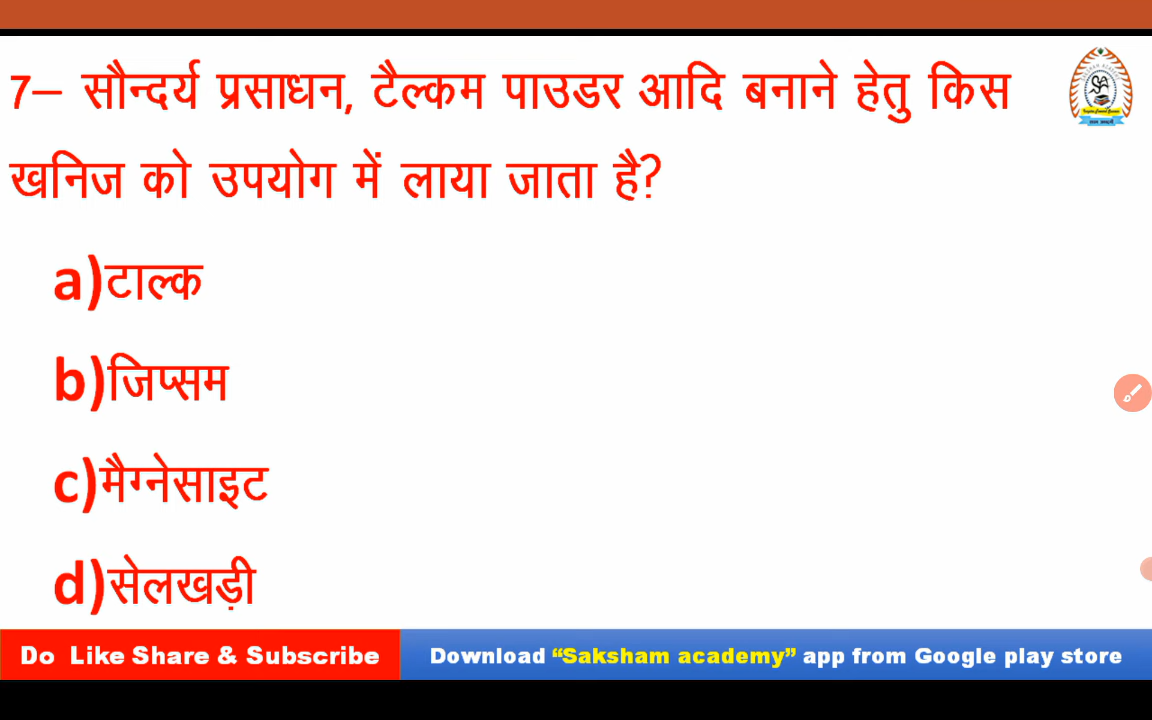 7– सौन्दर्य प्रसाधन, टैल्कम पाउडर आदि बनाने हेतु किस
खनिज को उपयोग में लाया जाता है?
a)टाल्क
b)जिप्सम
c)मैग्नेसाइट
d)सेलखड़ी
Do Like Share & Subscribe
Download “Saksham academy” app from Google play store